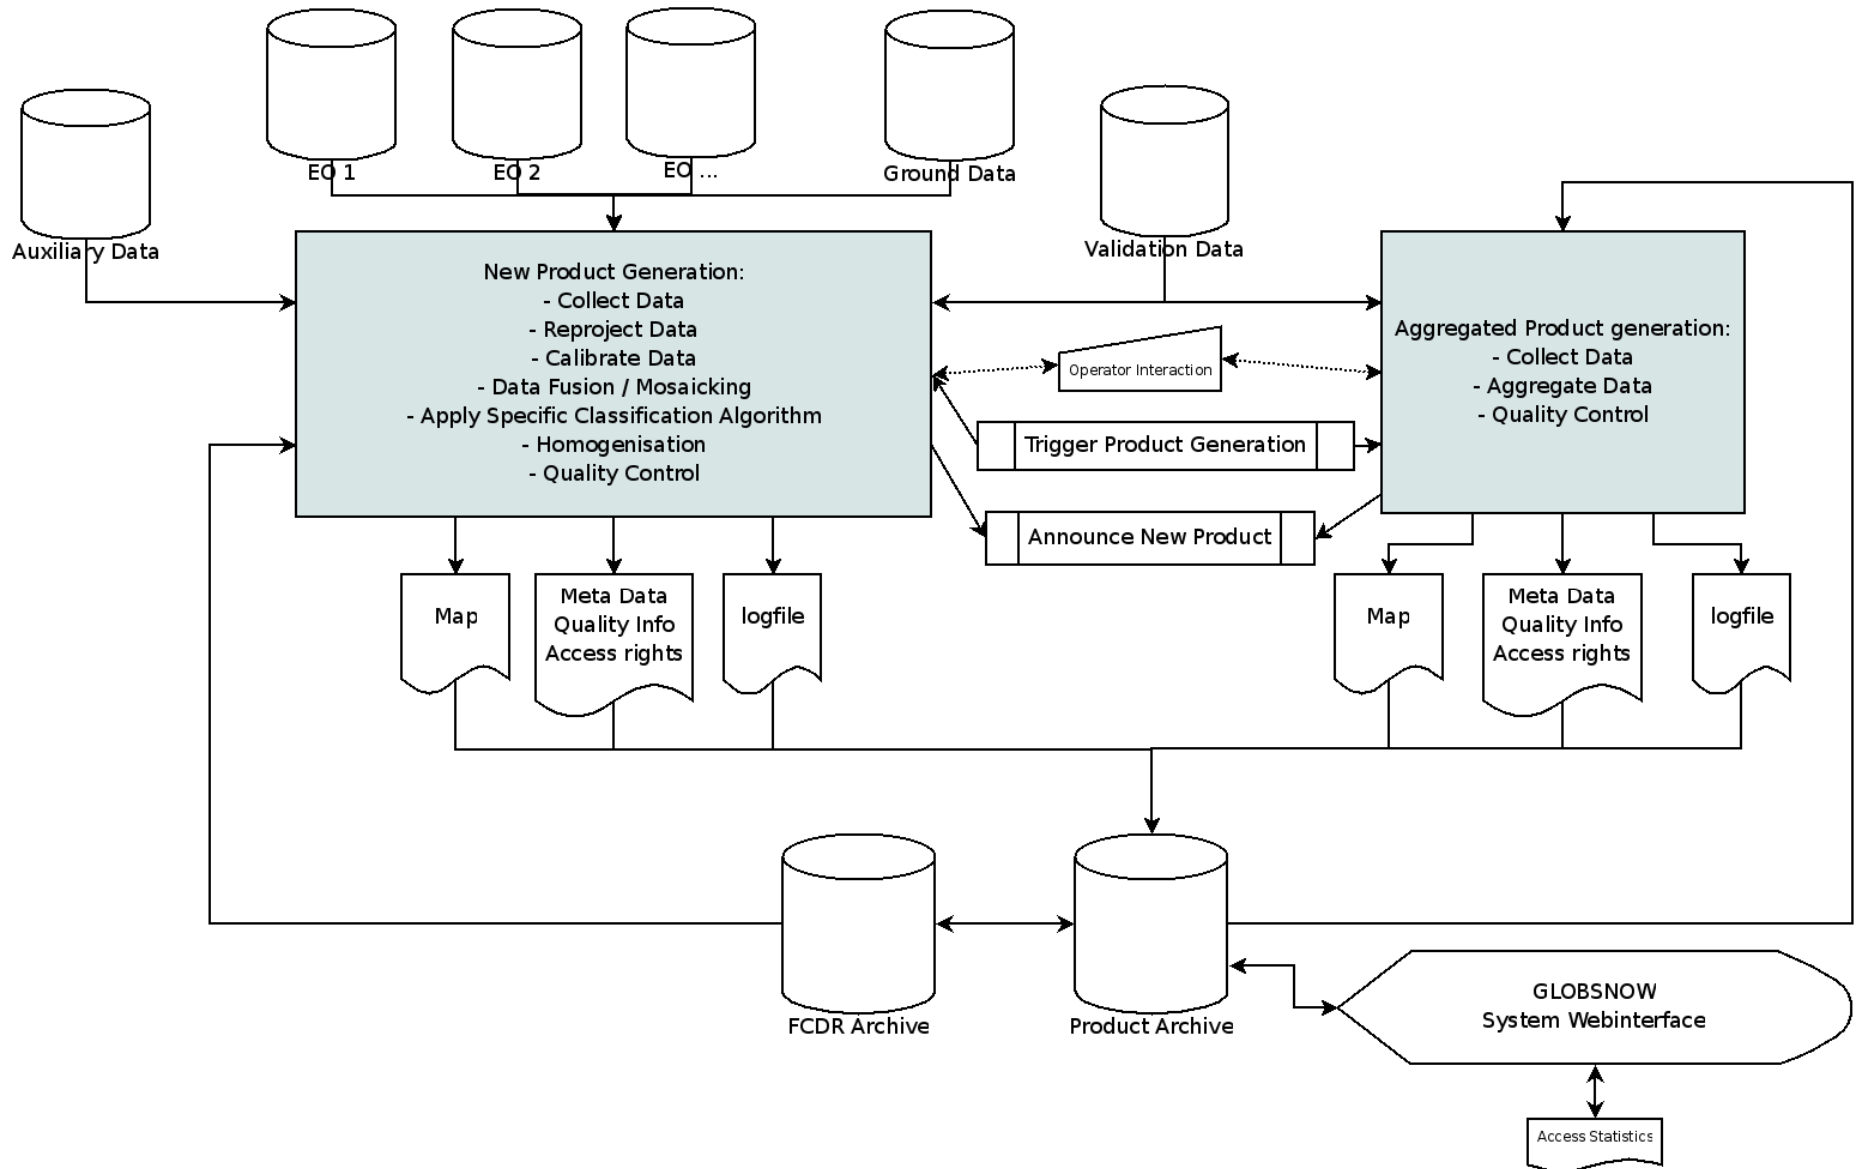 EO 1
EO 2
EO ...
Ground Data
Auxiliary Data
Validation Data
New Product Generation:
- Collect Data
- Reproject Data
- Calibrate Data
- Data Fusion / Mosaicking
- Apply Specific Classification Algorithm
- Homogenisation
- Quality Control
Operator Interaction
Trigger Product Generation
Announce New Product
Aggregated Product generation:
- Collect Data
- Aggregate Data
- Quality Control
Map
Meta Data
Quality Info
Access rights
logfile
Map
Meta Data
Quality Info
Access rights
logfile
FCDR Archive
Product Archive
GLOBSNOW
System Webinterface
Access Statistics